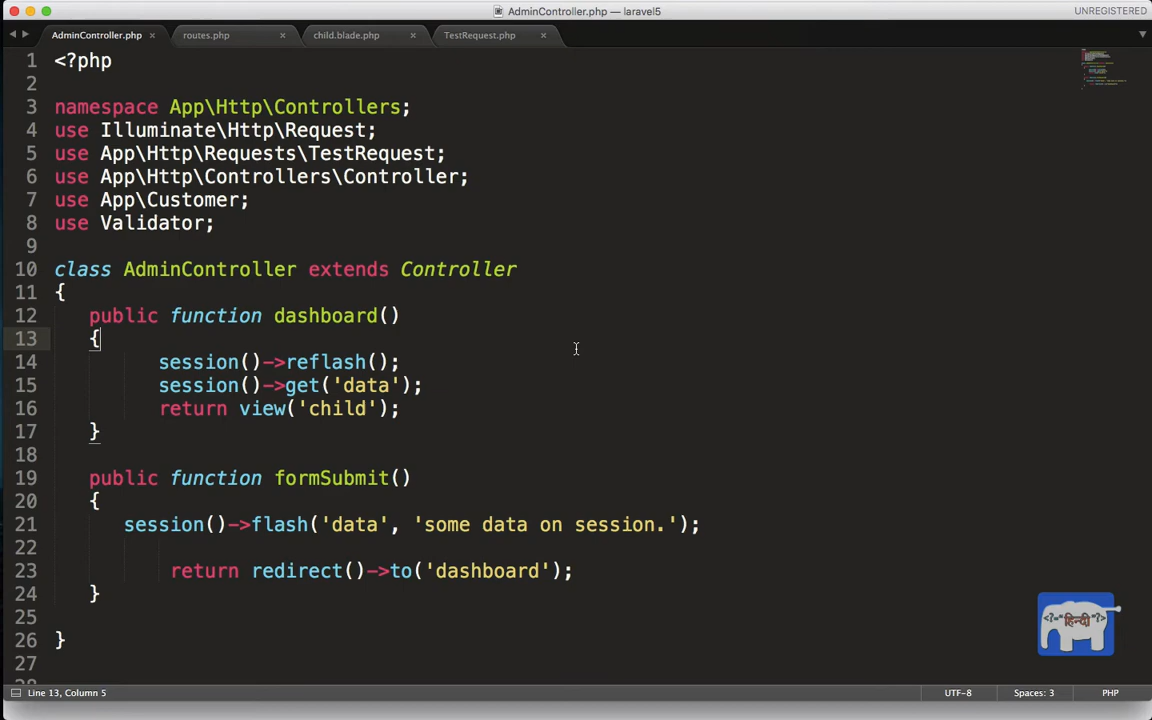 AdminController.php — laravel5
UNREGISTERED
AdminController.php × routes.php × child.blade.php × TestRequest.php ×
1 <?php
2
3 namespace App\Http\Controllers;
4 use Illuminate\Http\Request;
5 use App\Http\Requests\TestRequest;
6 use App\Http\Controllers\Controller;
7 use App\Customer;
8 use Validator;
9
10 class AdminController extends Controller
11 {
12 public function dashboard()
13 {
14 session()->reflash();
15 session()->get('data');
16 return view('child');
17 }
18
19 public function formSubmit()
20 {
21 session()->flash('data', 'some data on session.');
22
23 return redirect()->to('dashboard');
24 }
25
26 }
27
28
<?="हिन्दी"?>
Line 13, Column 5
UTF-8
Spaces: 3
PHP